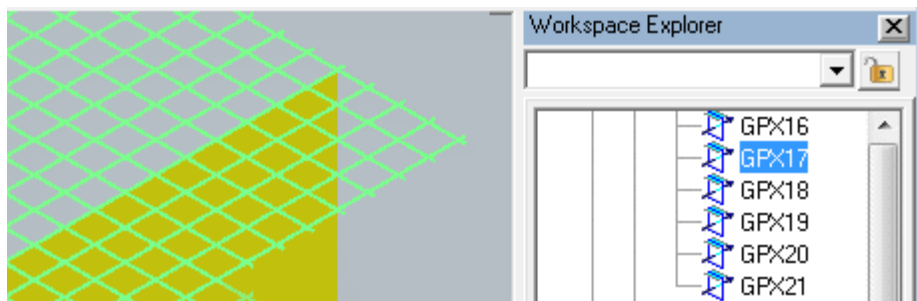 Workspace Explorer
GPX16
GPX17
GPX18
GPX19
GPX20
GPX21